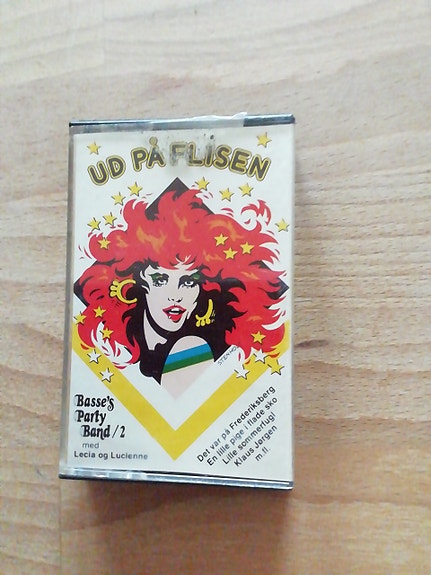 UD PÅ FLISEN
STENHØJ
Basse's
Party
Band/2
med
Lecia og Lucienne
Det var på Frederiksberg
En lille pige i flade sko
Lille sommerfugl
Klaus Jørgen
m.fl.